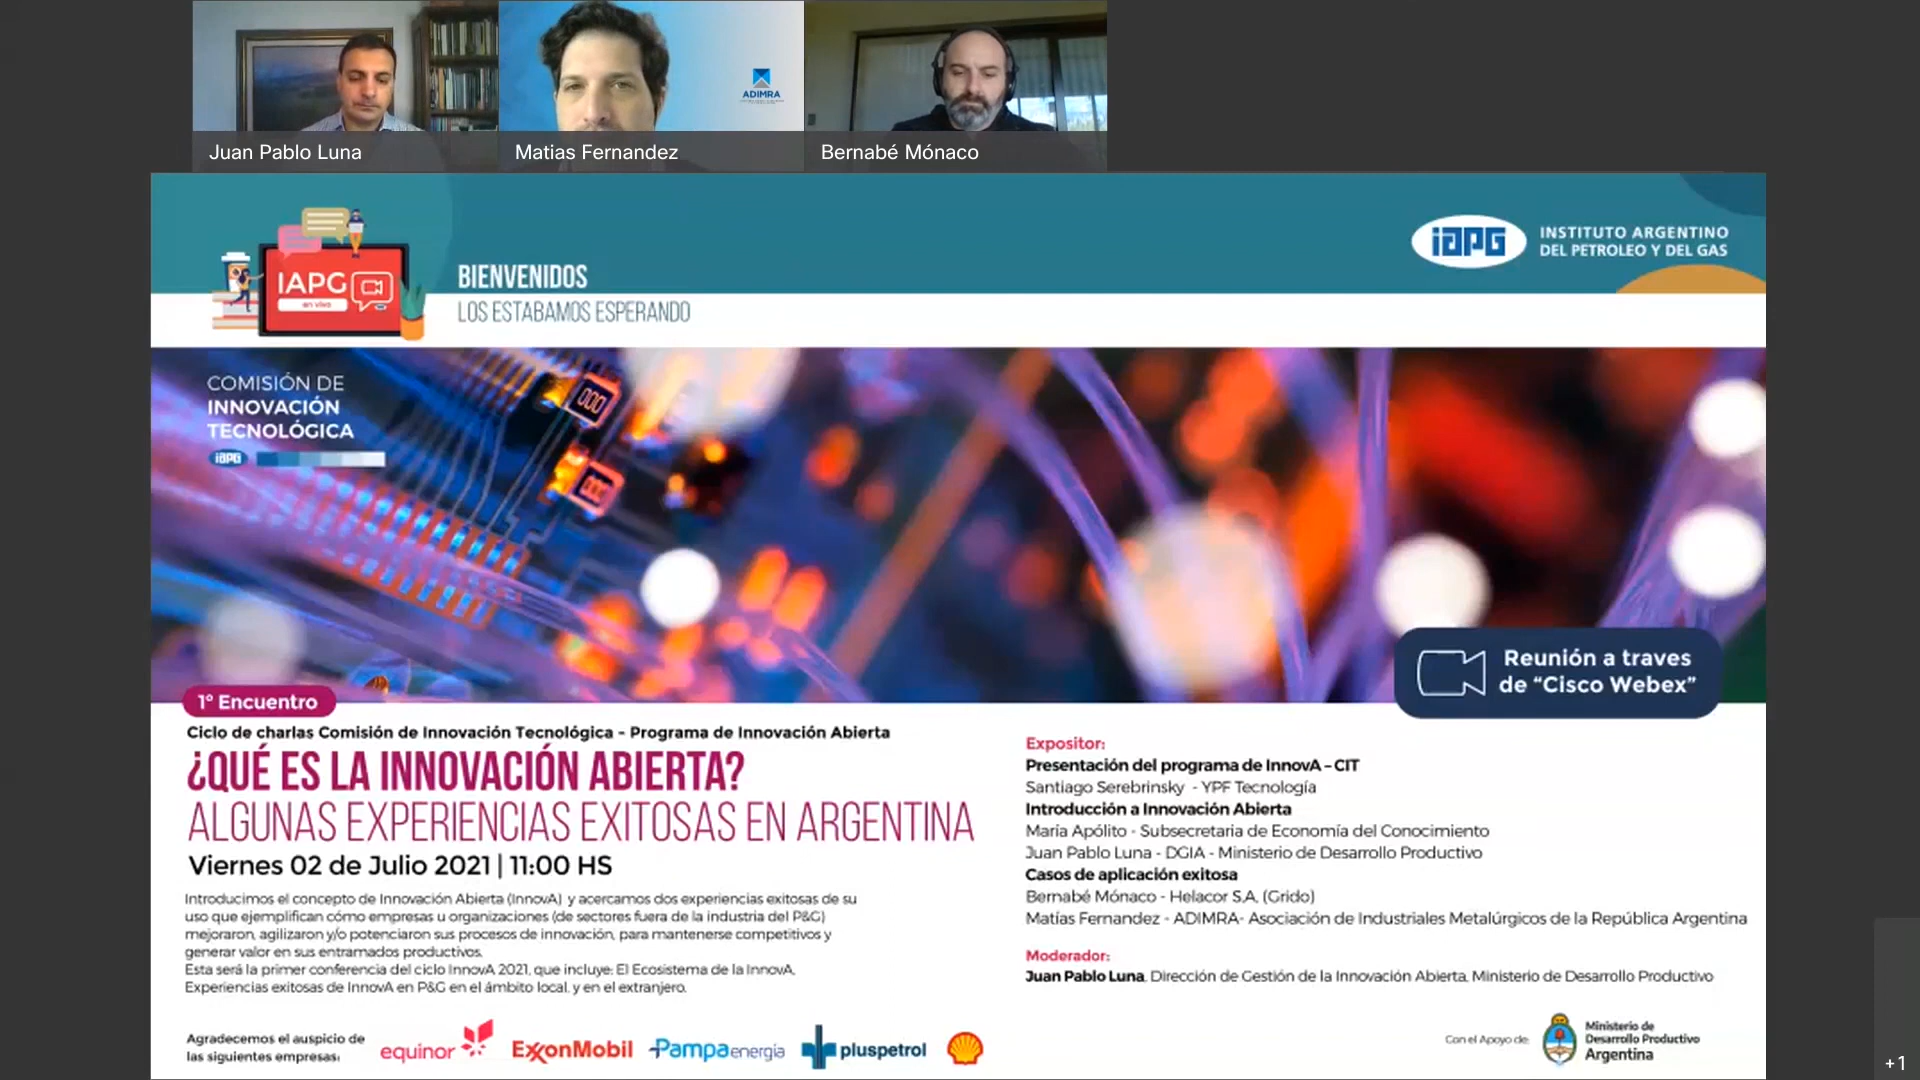 ADIMRA
Juan Pablo Luna
Matias Fernandez
Bernabé Mónaco
IAPG
en vivo
BIENVENIDOS
LOS ESTABAMOS ESPERANDO
iAPG
INSTITUTO ARGENTINO
DEL PETROLEO Y DEL GAS
COMISIÓN DE
INNOVACIÓN
TECNOLÓGICA
iAPG
Reunión a traves
de “Cisco Webex”
1° Encuentro
Ciclo de charlas Comisión de Innovación Tecnológica – Programa de Innovación Abierta
¿QUÉ ES LA INNOVACIÓN ABIERTA?
ALGUNAS EXPERIENCIAS EXITOSAS EN ARGENTINA
Viernes 02 de Julio 2021 | 11:00 HS
Introducimos el concepto de Innovación Abierta (InnovA) y acercamos dos experiencias exitosas de su
uso que ejemplifican cómo empresas u organizaciones (de sectores fuera de la industria del P&G)
mejoraron, agilizaron y/o potenciaron sus procesos de innovación, para mantenerse competitivos y
generar valor en sus entramados productivos.
Esta será la primer conferencia del ciclo InnovA 2021, que incluye: El Ecosistema de la InnovA,
Experiencias exitosas de InnovA en P&G en el ámbito local, y en el extranjero.
Expositor:
Presentación del programa de InnovA – CIT
Santiago Serebrinsky - YPF Tecnología
Introducción a Innovación Abierta
María Apólito - Subsecretaria de Economía del Conocimiento
Juan Pablo Luna - DGIA - Ministerio de Desarrollo Productivo
Casos de aplicación exitosa
Bernabé Mónaco - Helacor S.A. (Grido)
Matías Fernandez - ADIMRA- Asociación de Industriales Metalúrgicos de la República Argentina
Moderador:
Juan Pablo Luna, Dirección de Gestión de la Innovación Abierta, Ministerio de Desarrollo Productivo
Agradecemos el auspicio de
las siguientes empresas:
equinor
ExxonMobil
Pampa energía
pluspetrol
Con el Apoyo de:
Ministerio de
Desarrollo Productivo
Argentina
+1